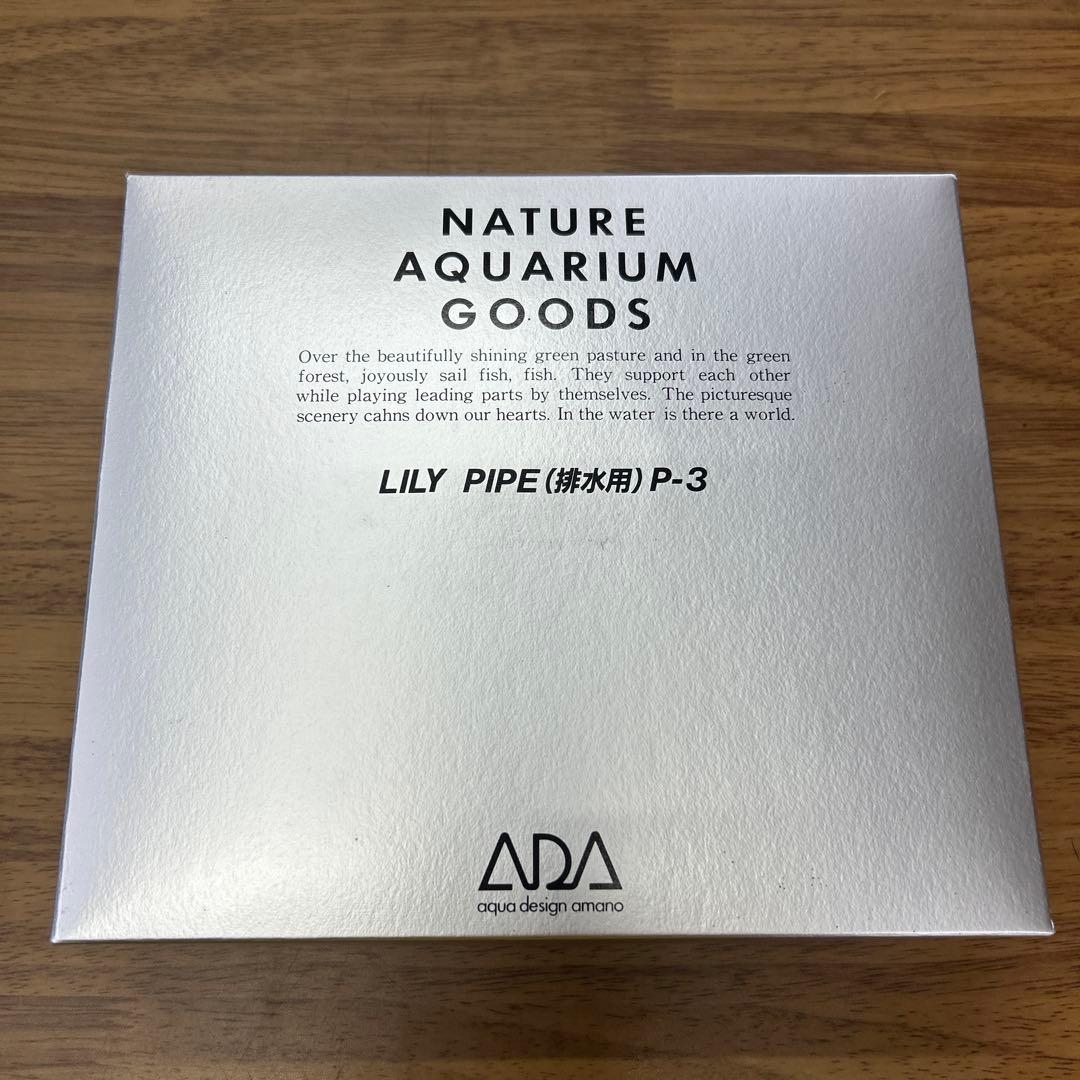 NATURE
AQUARIUM
GOODS
Over the beautifully shining green pasture and in the green
forest, joyously sail fish, fish. They support each other
while playing leading parts by themselves. The picturesque
scenery cahns down our hearts. In the water is there a world.
LILY PIPE(排水用)P-3
ADA
aqua design amano